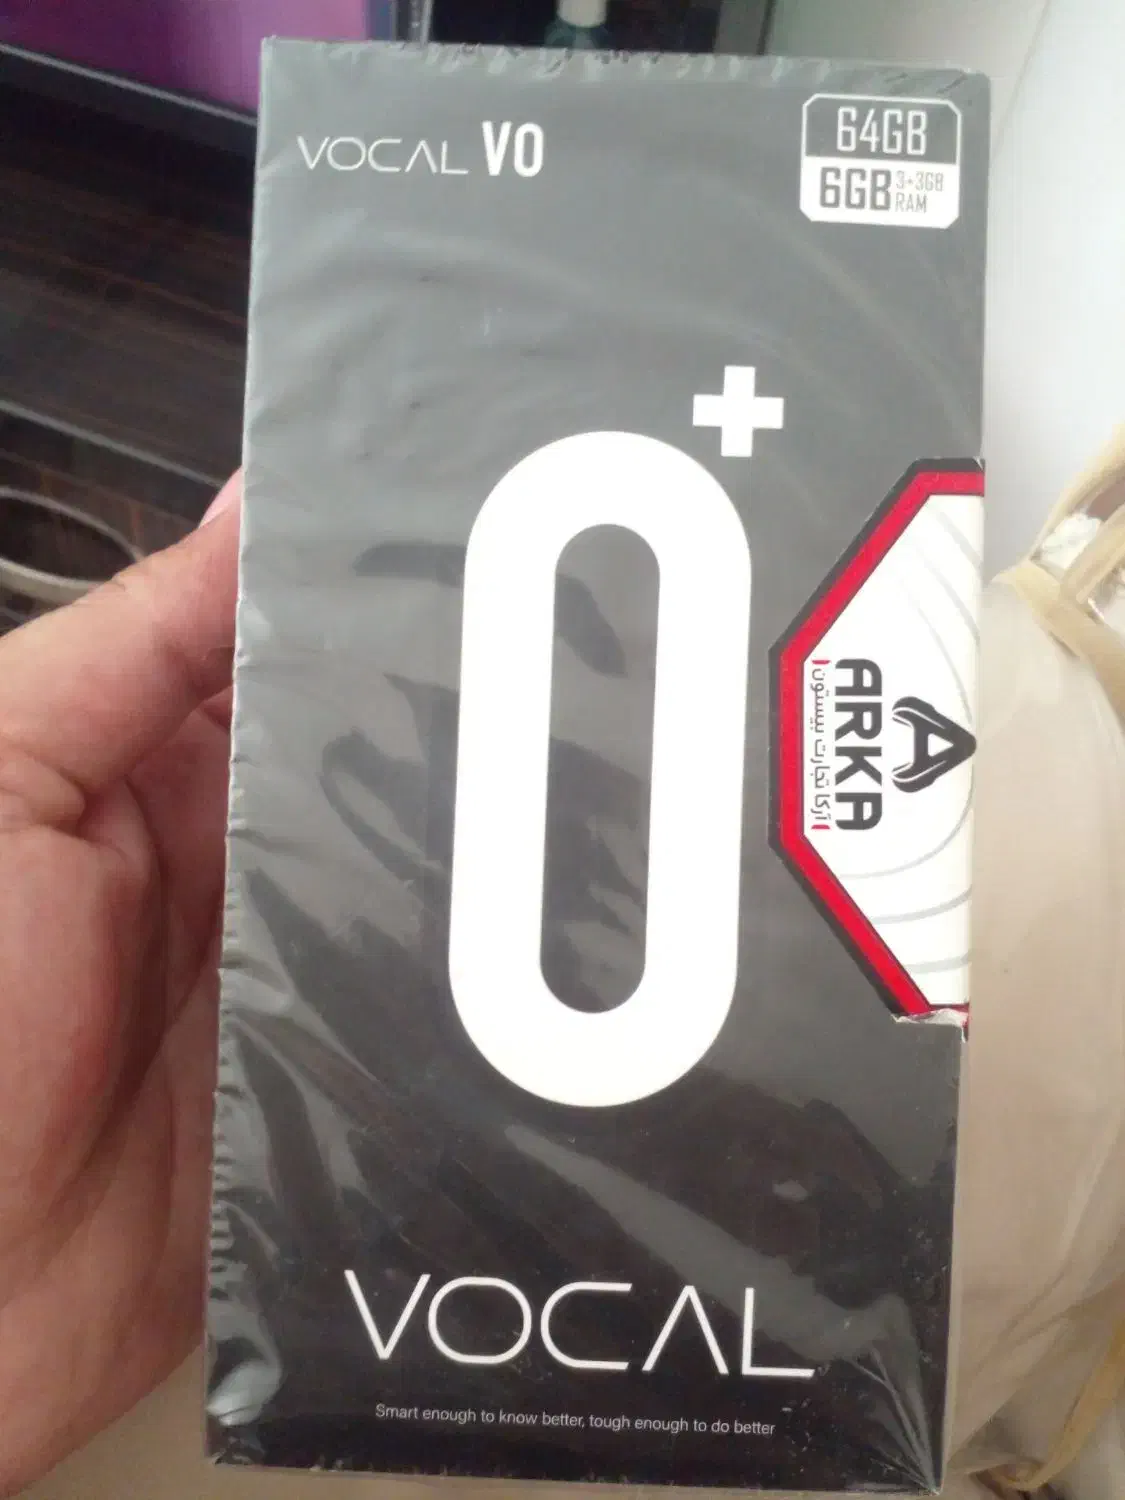 VOCAL VO
64GB
6GB 3+3GB
RAM
0+
ARKA
آرکا تجارت بیستون
VOCAL
Smart enough to know better, tough enough to do better